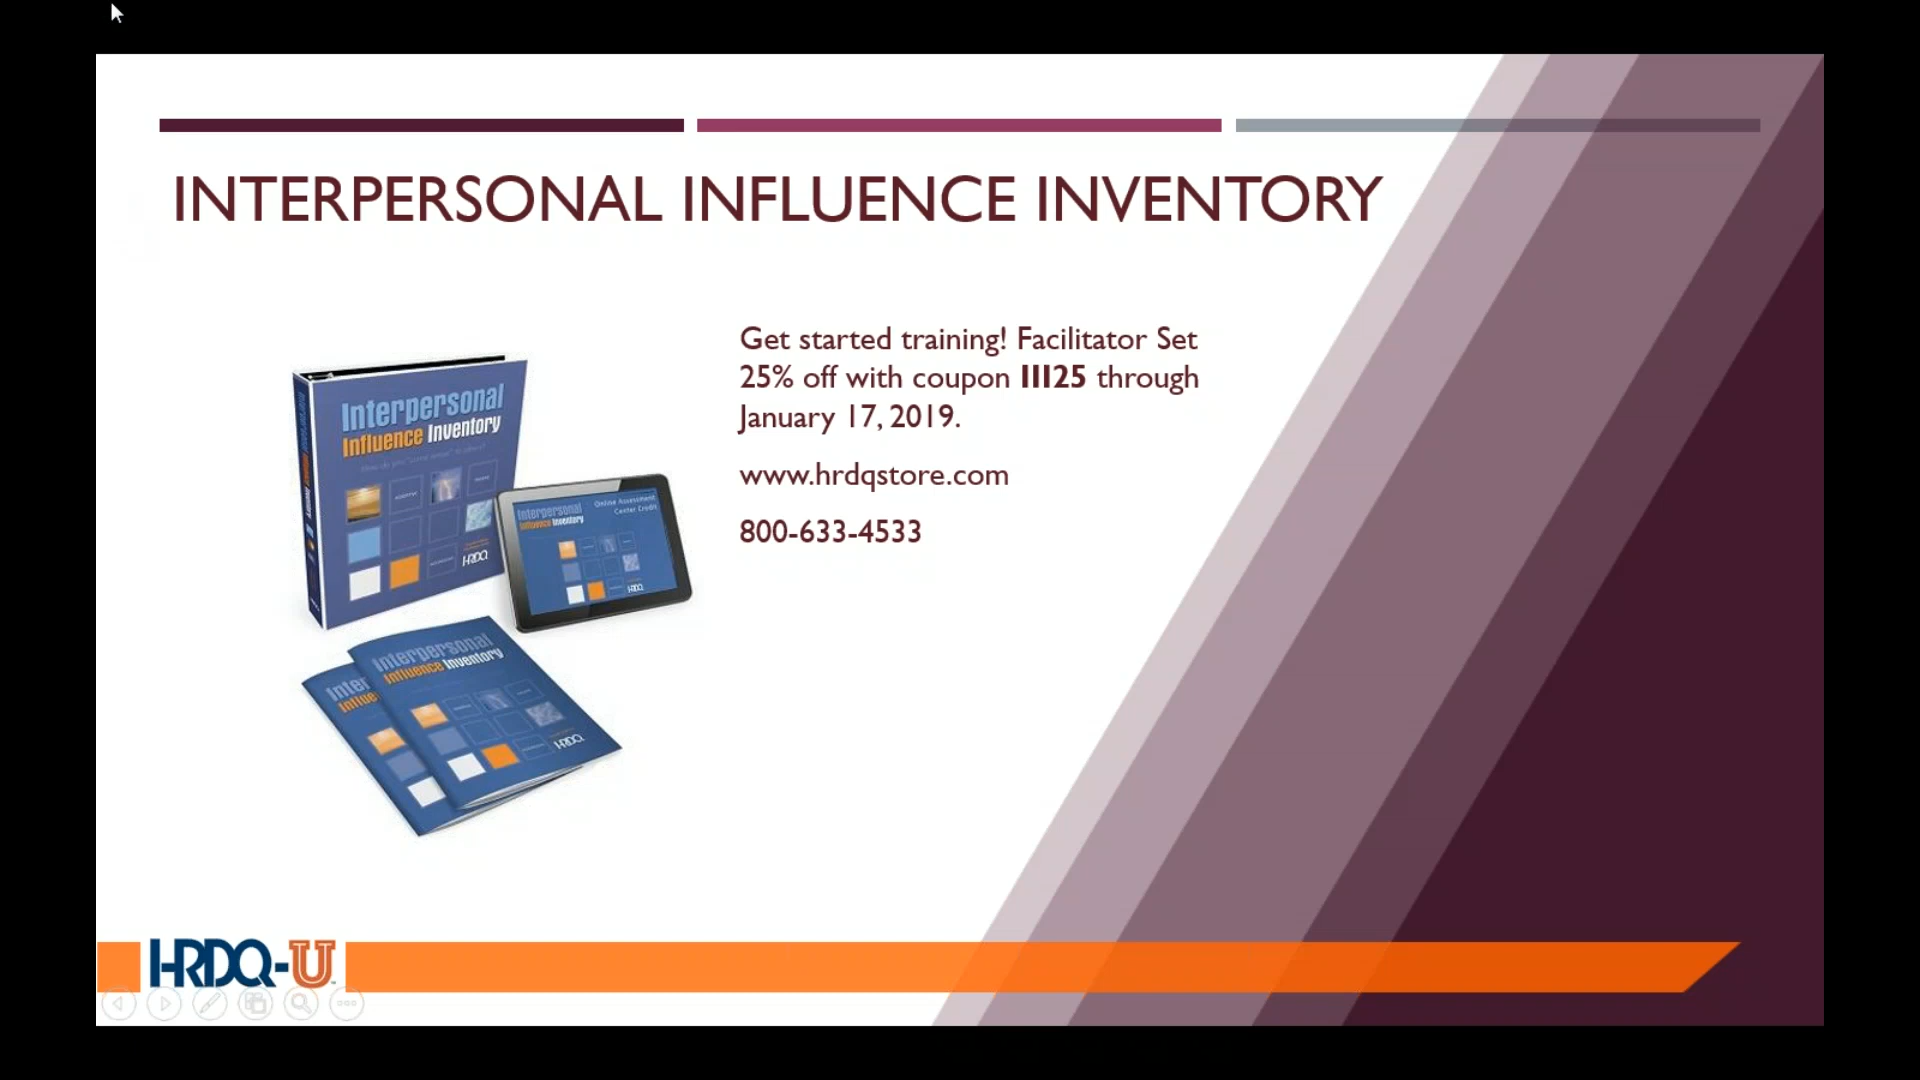 INTERPERSONAL INFLUENCE INVENTORY
Get started training! Facilitator Set
25% off with coupon III25 through
January 17, 2019.
www.hrdqstore.com
800-633-4533
Interpersonal
Influence Inventory
HRDQ
Interpersonal
Influence Inventory
Online Assessment
Center Credit
HRDQ
Interpersonal
Influence Inventory
HRDQ
HRDQ-U